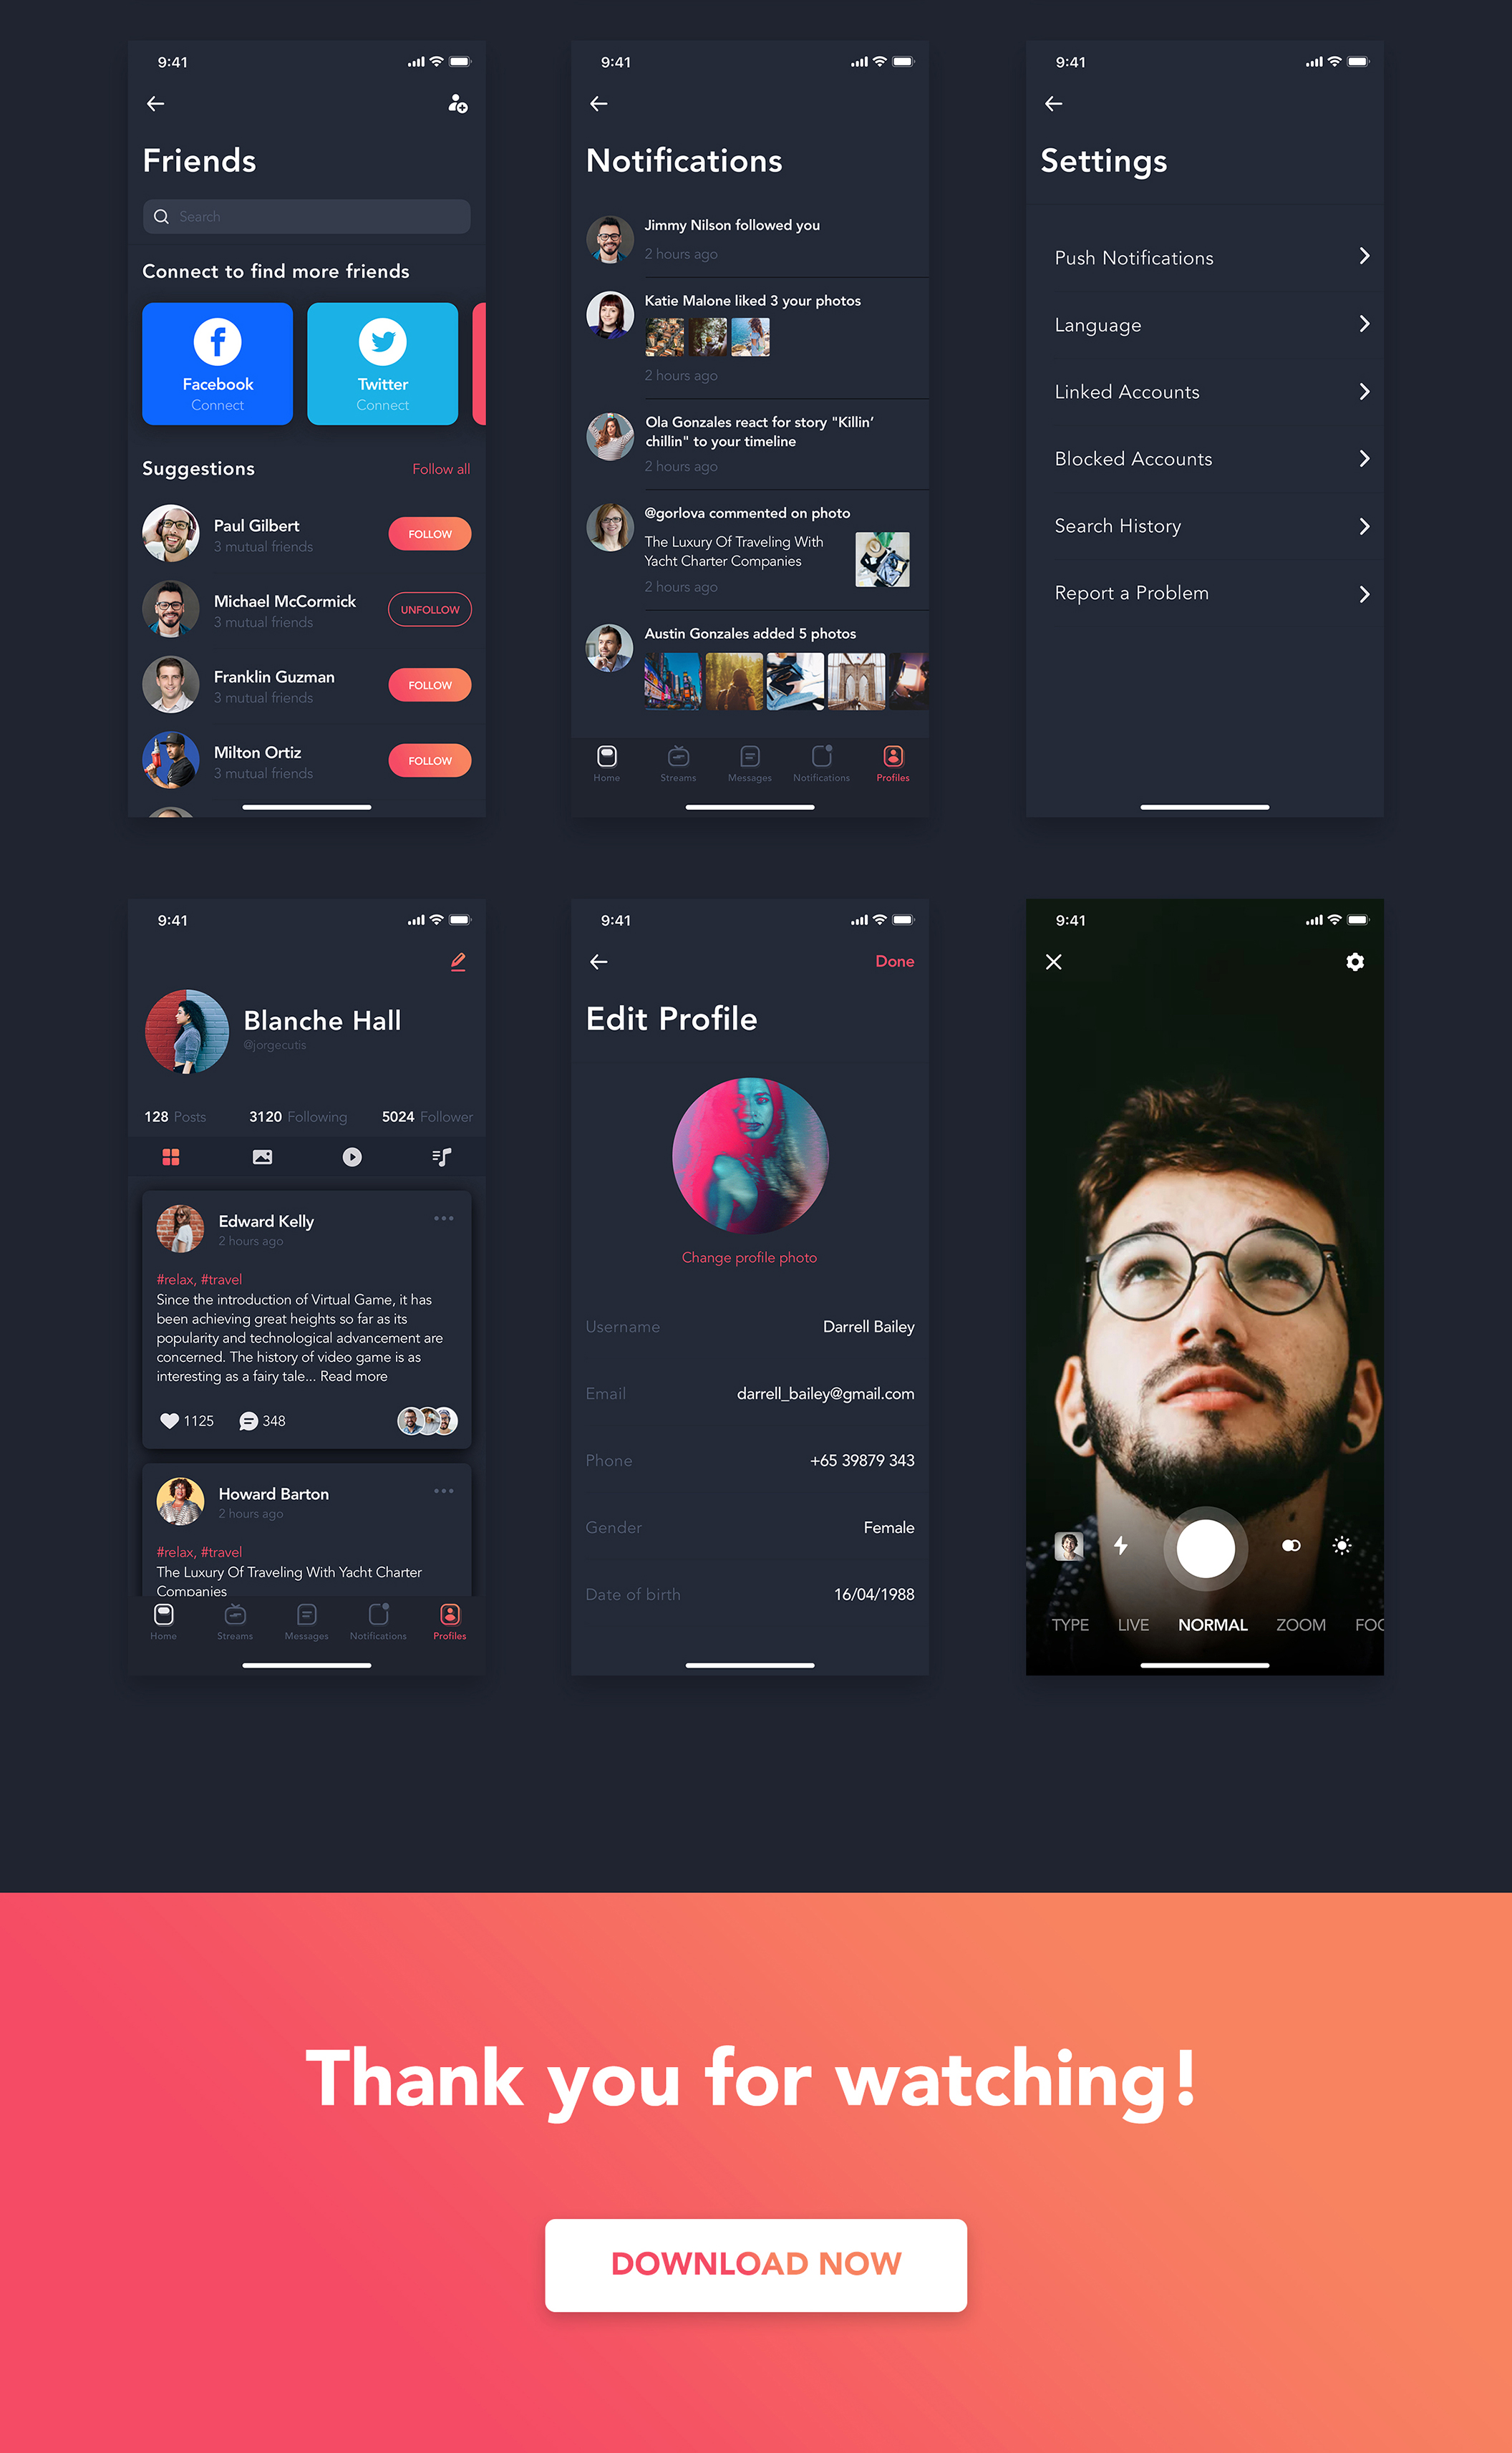 9:41
Friends
Search
Connect to find more friends
Facebook
Connect
Twitter
Connect
Suggestions
Follow all
Paul Gilbert
3 mutual friends
FOLLOW
Michael McCormick
3 mutual friends
UNFOLLOW
Franklin Guzman
3 mutual friends
FOLLOW
Milton Ortiz
3 mutual friends
FOLLOW
9:41
Notifications
Jimmy Nilson followed you
2 hours ago
Katie Malone liked 3 your photos
2 hours ago
Ola Gonzales react for story "Killin’
chillin" to your timeline
2 hours ago
@gorlova commented on photo
The Luxury Of Traveling With
Yacht Charter Companies
2 hours ago
Austin Gonzales added 5 photos
Home Streams Messages Notifications Profiles
9:41
Settings
Push Notifications
Language
Linked Accounts
Blocked Accounts
Search History
Report a Problem
9:41
Blanche Hall
@jorgecutis
128 Posts 3120 Following 5024 Follower
Edward Kelly
2 hours ago
#relax, #travel
Since the introduction of Virtual Game, it has
been achieving great heights so far as its
popularity and technological advancement are
concerned. The history of video game is as
interesting as a fairy tale... Read more
1125 348
Howard Barton
2 hours ago
#relax, #travel
The Luxury Of Traveling With Yacht Charter
Companies
Home Streams Messages Notifications Profiles
9:41
Done
Edit Profile
Change profile photo
Username Darrell Bailey
Email darrell_bailey@gmail.com
Phone +65 39879 343
Gender Female
Date of birth 16/04/1988
9:41
TYPE LIVE NORMAL ZOOM FOC
Thank you for watching!
DOWNLOAD NOW